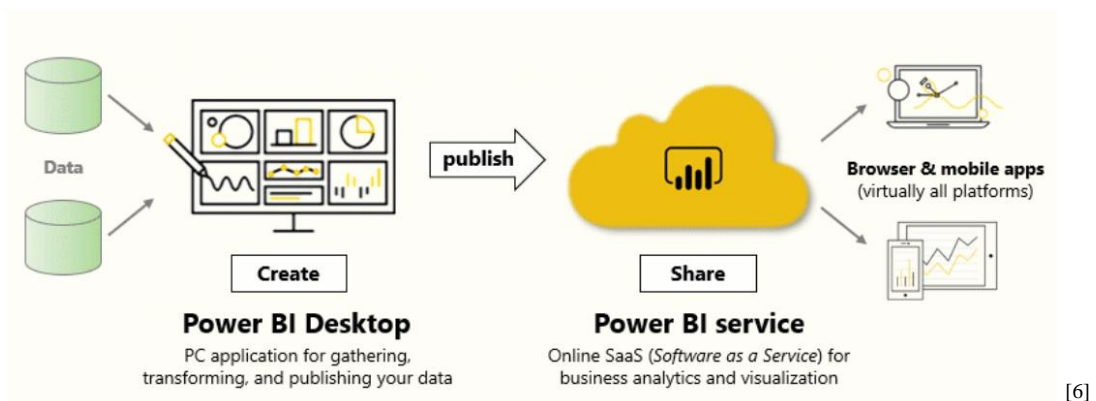 Data
publish
Browser & mobile apps
(virtually all platforms)
Create
Share
Power BI Desktop
PC application for gathering,
transforming, and publishing your data
Power BI service
Online SaaS (Software as a Service) for
business analytics and visualization
[6]